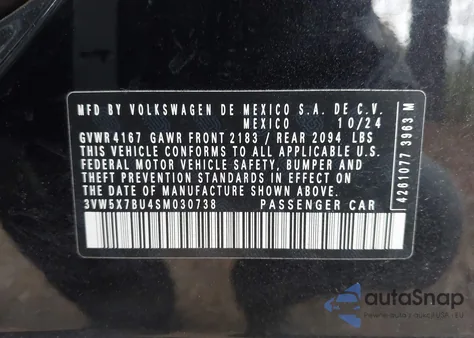 MFD BY VOLKSWAGEN DE MEXICO S.A. DE C.V.
MEXICO 10/24
GVWR 4167 GAWR FRONT 2183 / REAR 2094 LBS
THIS VEHICLE CONFORMS TO ALL APPLICABLE U.S.
FEDERAL MOTOR VEHICLE SAFETY, BUMPER AND
THEFT PREVENTION STANDARDS IN EFFECT ON THE
DATE OF MANUFACTURE SHOWN ABOVE.
3VW5X7BU4SM030738 PASSENGER CAR
4261077 3963 M
autoSnap